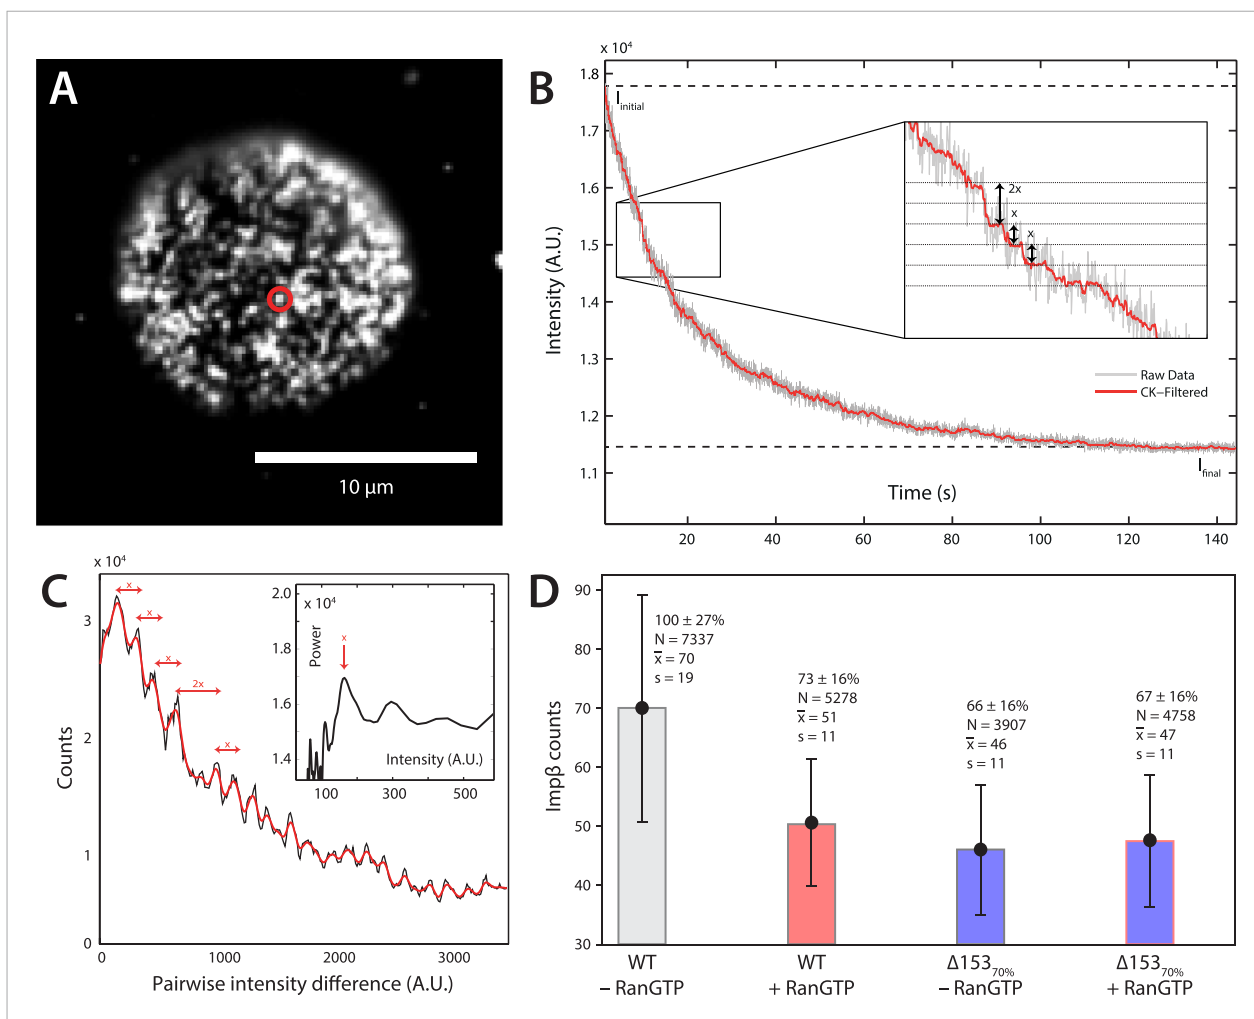 A
10 μm
B
x 10⁴
Intensity (A.U.)
1.8
1.7
1.6
1.5
1.4
1.3
1.2
1.1
I initial
2x
x
x
Raw Data
CK–Filtered
I final
Time (s)
20 40 60 80 100 120 140
C
x 10⁴
Counts
3
2
1
0
x
x
x
2x
x
2.0
1.8
1.6
1.4
x 10⁴
Power
x
Intensity (A.U.)
100 300 500
0 1000 2000 3000
Pairwise intensity difference (A.U.)
D
Impβ counts
90
80
70
60
50
40
30
100 ± 27%
N = 7337
x̅ = 70
s = 19
73 ± 16%
N = 5278
x̅ = 51
s = 11
66 ± 16%
N = 3907
x̅ = 46
s = 11
67 ± 16%
N = 4758
x̅ = 47
s = 11
WT
– RanGTP
WT
+ RanGTP
Δ153 70%
– RanGTP
Δ153 70%
+ RanGTP